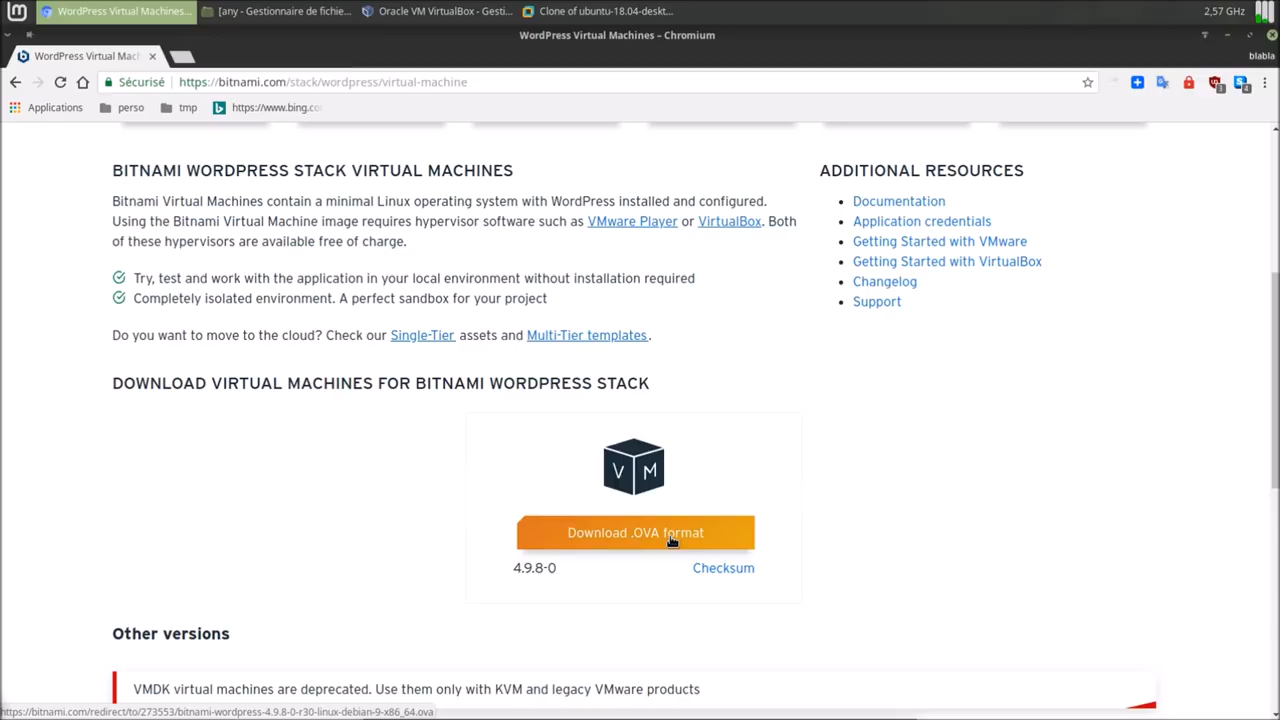 WordPress Virtual Machines...
[any - Gestionnaire de fichie...
Oracle VM VirtualBox - Gesti...
Clone of ubuntu-18.04-deskt...
2,57 GHz
WordPress Virtual Machines – Chromium
WordPress Virtual Mac
blabla
Sécurisé
https://bitnami.com/stack/wordpress/virtual-machine
Applications
perso
tmp
https://www.bing.co
BITNAMI WORDPRESS STACK VIRTUAL MACHINES
Bitnami Virtual Machines contain a minimal Linux operating system with WordPress installed and configured.
Using the Bitnami Virtual Machine image requires hypervisor software such as VMware Player or VirtualBox. Both
of these hypervisors are available free of charge.
Try, test and work with the application in your local environment without installation required
Completely isolated environment. A perfect sandbox for your project
Do you want to move to the cloud? Check our Single-Tier assets and Multi-Tier templates.
ADDITIONAL RESOURCES
Documentation
Application credentials
Getting Started with VMware
Getting Started with VirtualBox
Changelog
Support
DOWNLOAD VIRTUAL MACHINES FOR BITNAMI WORDPRESS STACK
V M
Download .OVA format
4.9.8-0
Checksum
Other versions
VMDK virtual machines are deprecated. Use them only with KVM and legacy VMware products
https://bitnami.com/redirect/to/273553/bitnami-wordpress-4.9.8-0-r30-linux-debian-9-x86_64.ova